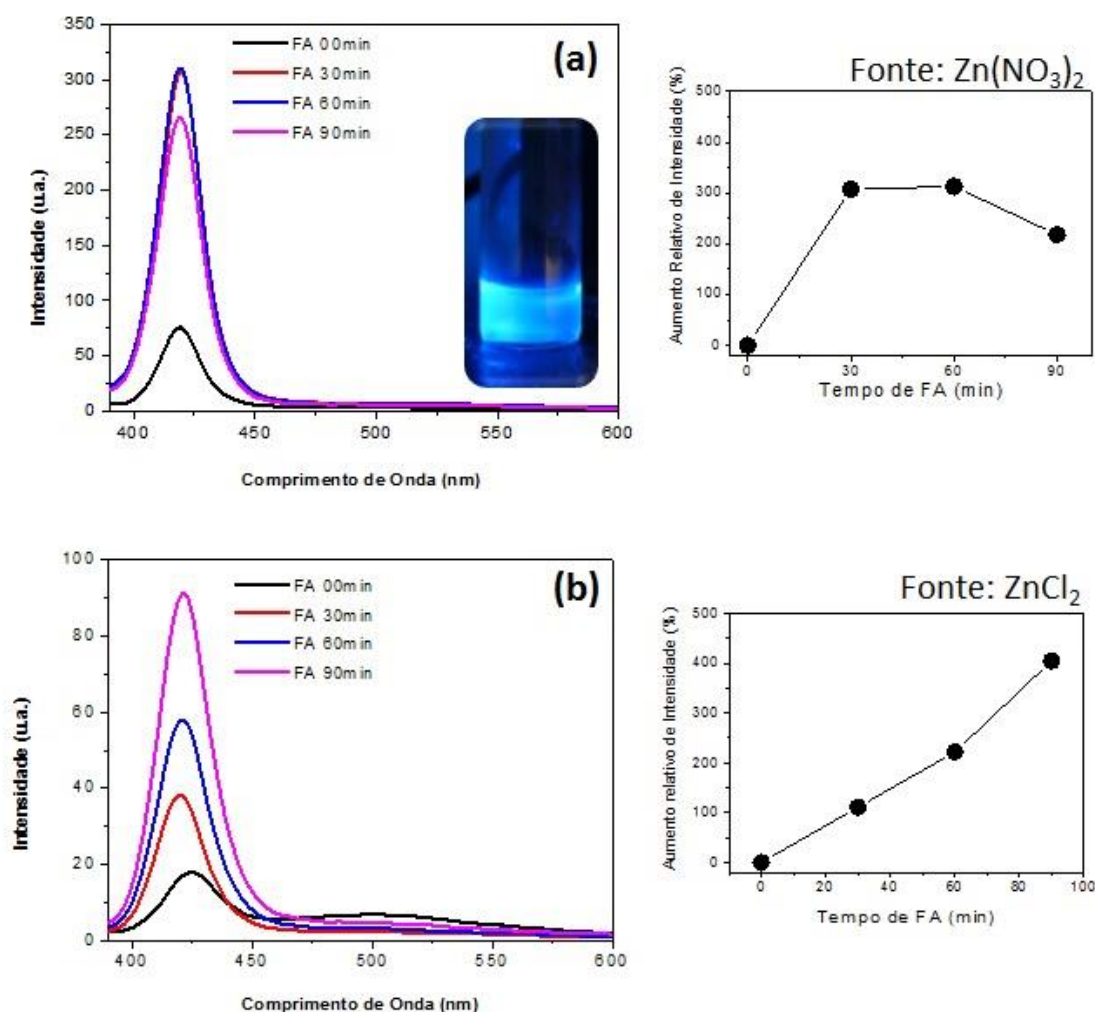 350
300
250
200
150
100
50
0
400
450
500
550
600
Intensidade (u.a.)
Comprimento de Onda (nm)
FA 00min
FA 30min
FA 60min
FA 90min
(a)
Fonte: Zn(NO3)2
500
400
300
200
100
0
0
30
60
90
Aumento Relativo de Intensidade (%)
Tempo de FA (min)
100
80
60
40
20
0
400
450
500
550
600
Intensidade (u.a.)
Comprimento de Onda (nm)
FA 00min
FA 30min
FA 60min
FA 90min
(b)
Fonte: ZnCl2
500
400
300
200
100
0
0
20
40
60
80
100
Aumento relativo de Intensidade (%)
Tempo de FA (min)